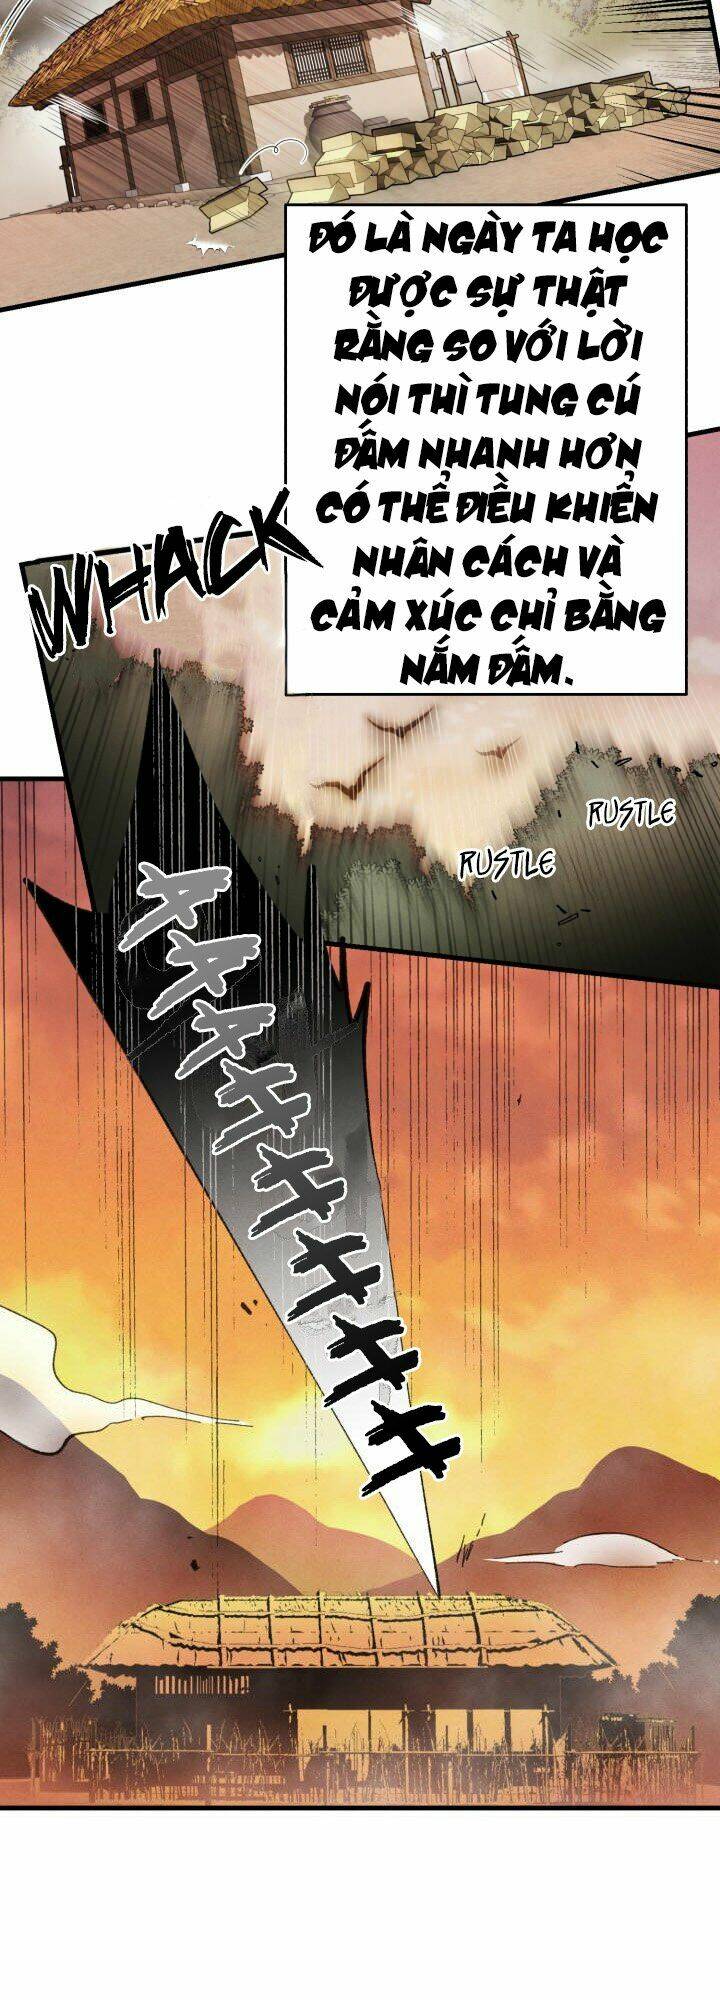 ĐÓ LÀ NGÀY TA HỌC
ĐƯỢC SỰ THẬT
RẰNG SO VỚI LỜI
NÓI THÌ TUNG CÚ
ĐẤM NHANH HƠN
CÓ THỂ ĐIỀU KHIỂN
NHÂN CÁCH VÀ
CẢM XÚC CHỈ BẰNG
NẮM ĐẤM.
WHACK
RUSTLE
RUSTLE
AAAHHHHHH